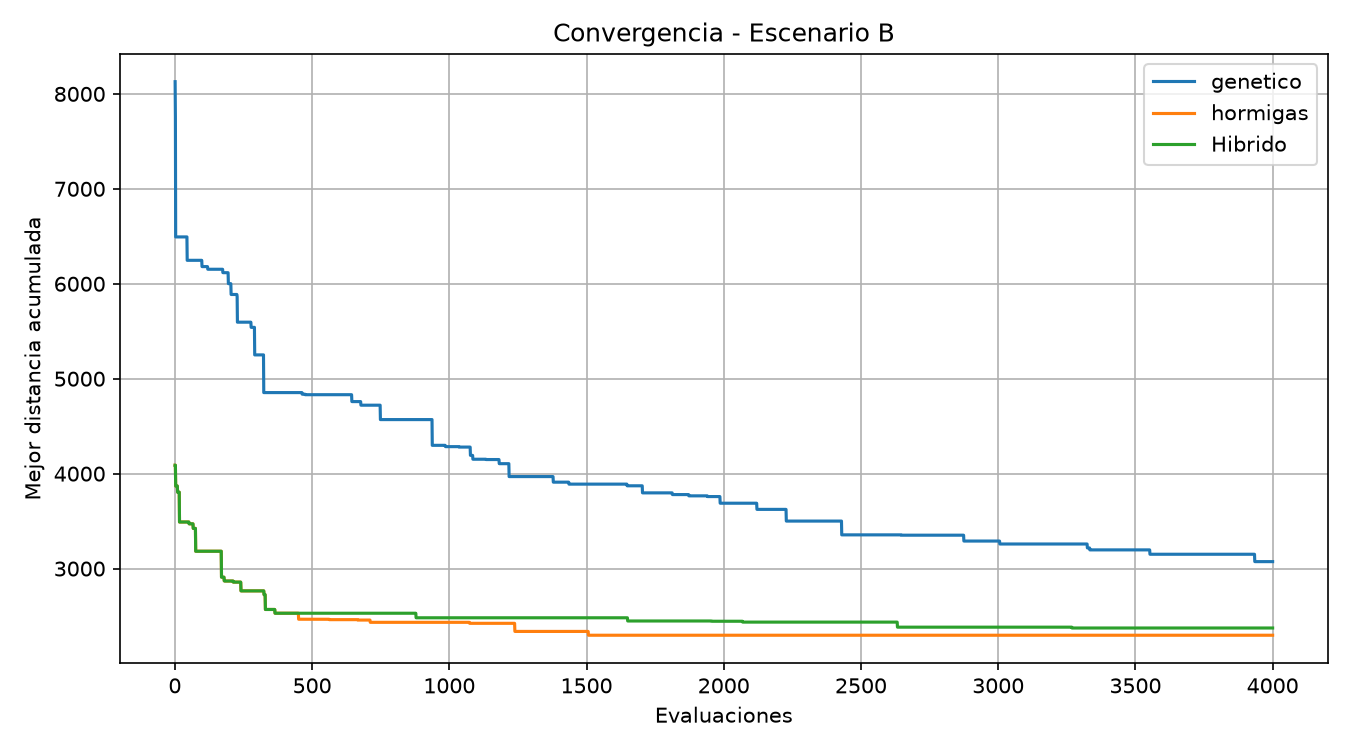 Convergencia - Escenario B
genetico
hormigas
Hibrido
Mejor distancia acumulada
8000
7000
6000
5000
4000
3000
0 500 1000 1500 2000 2500 3000 3500 4000
Evaluaciones